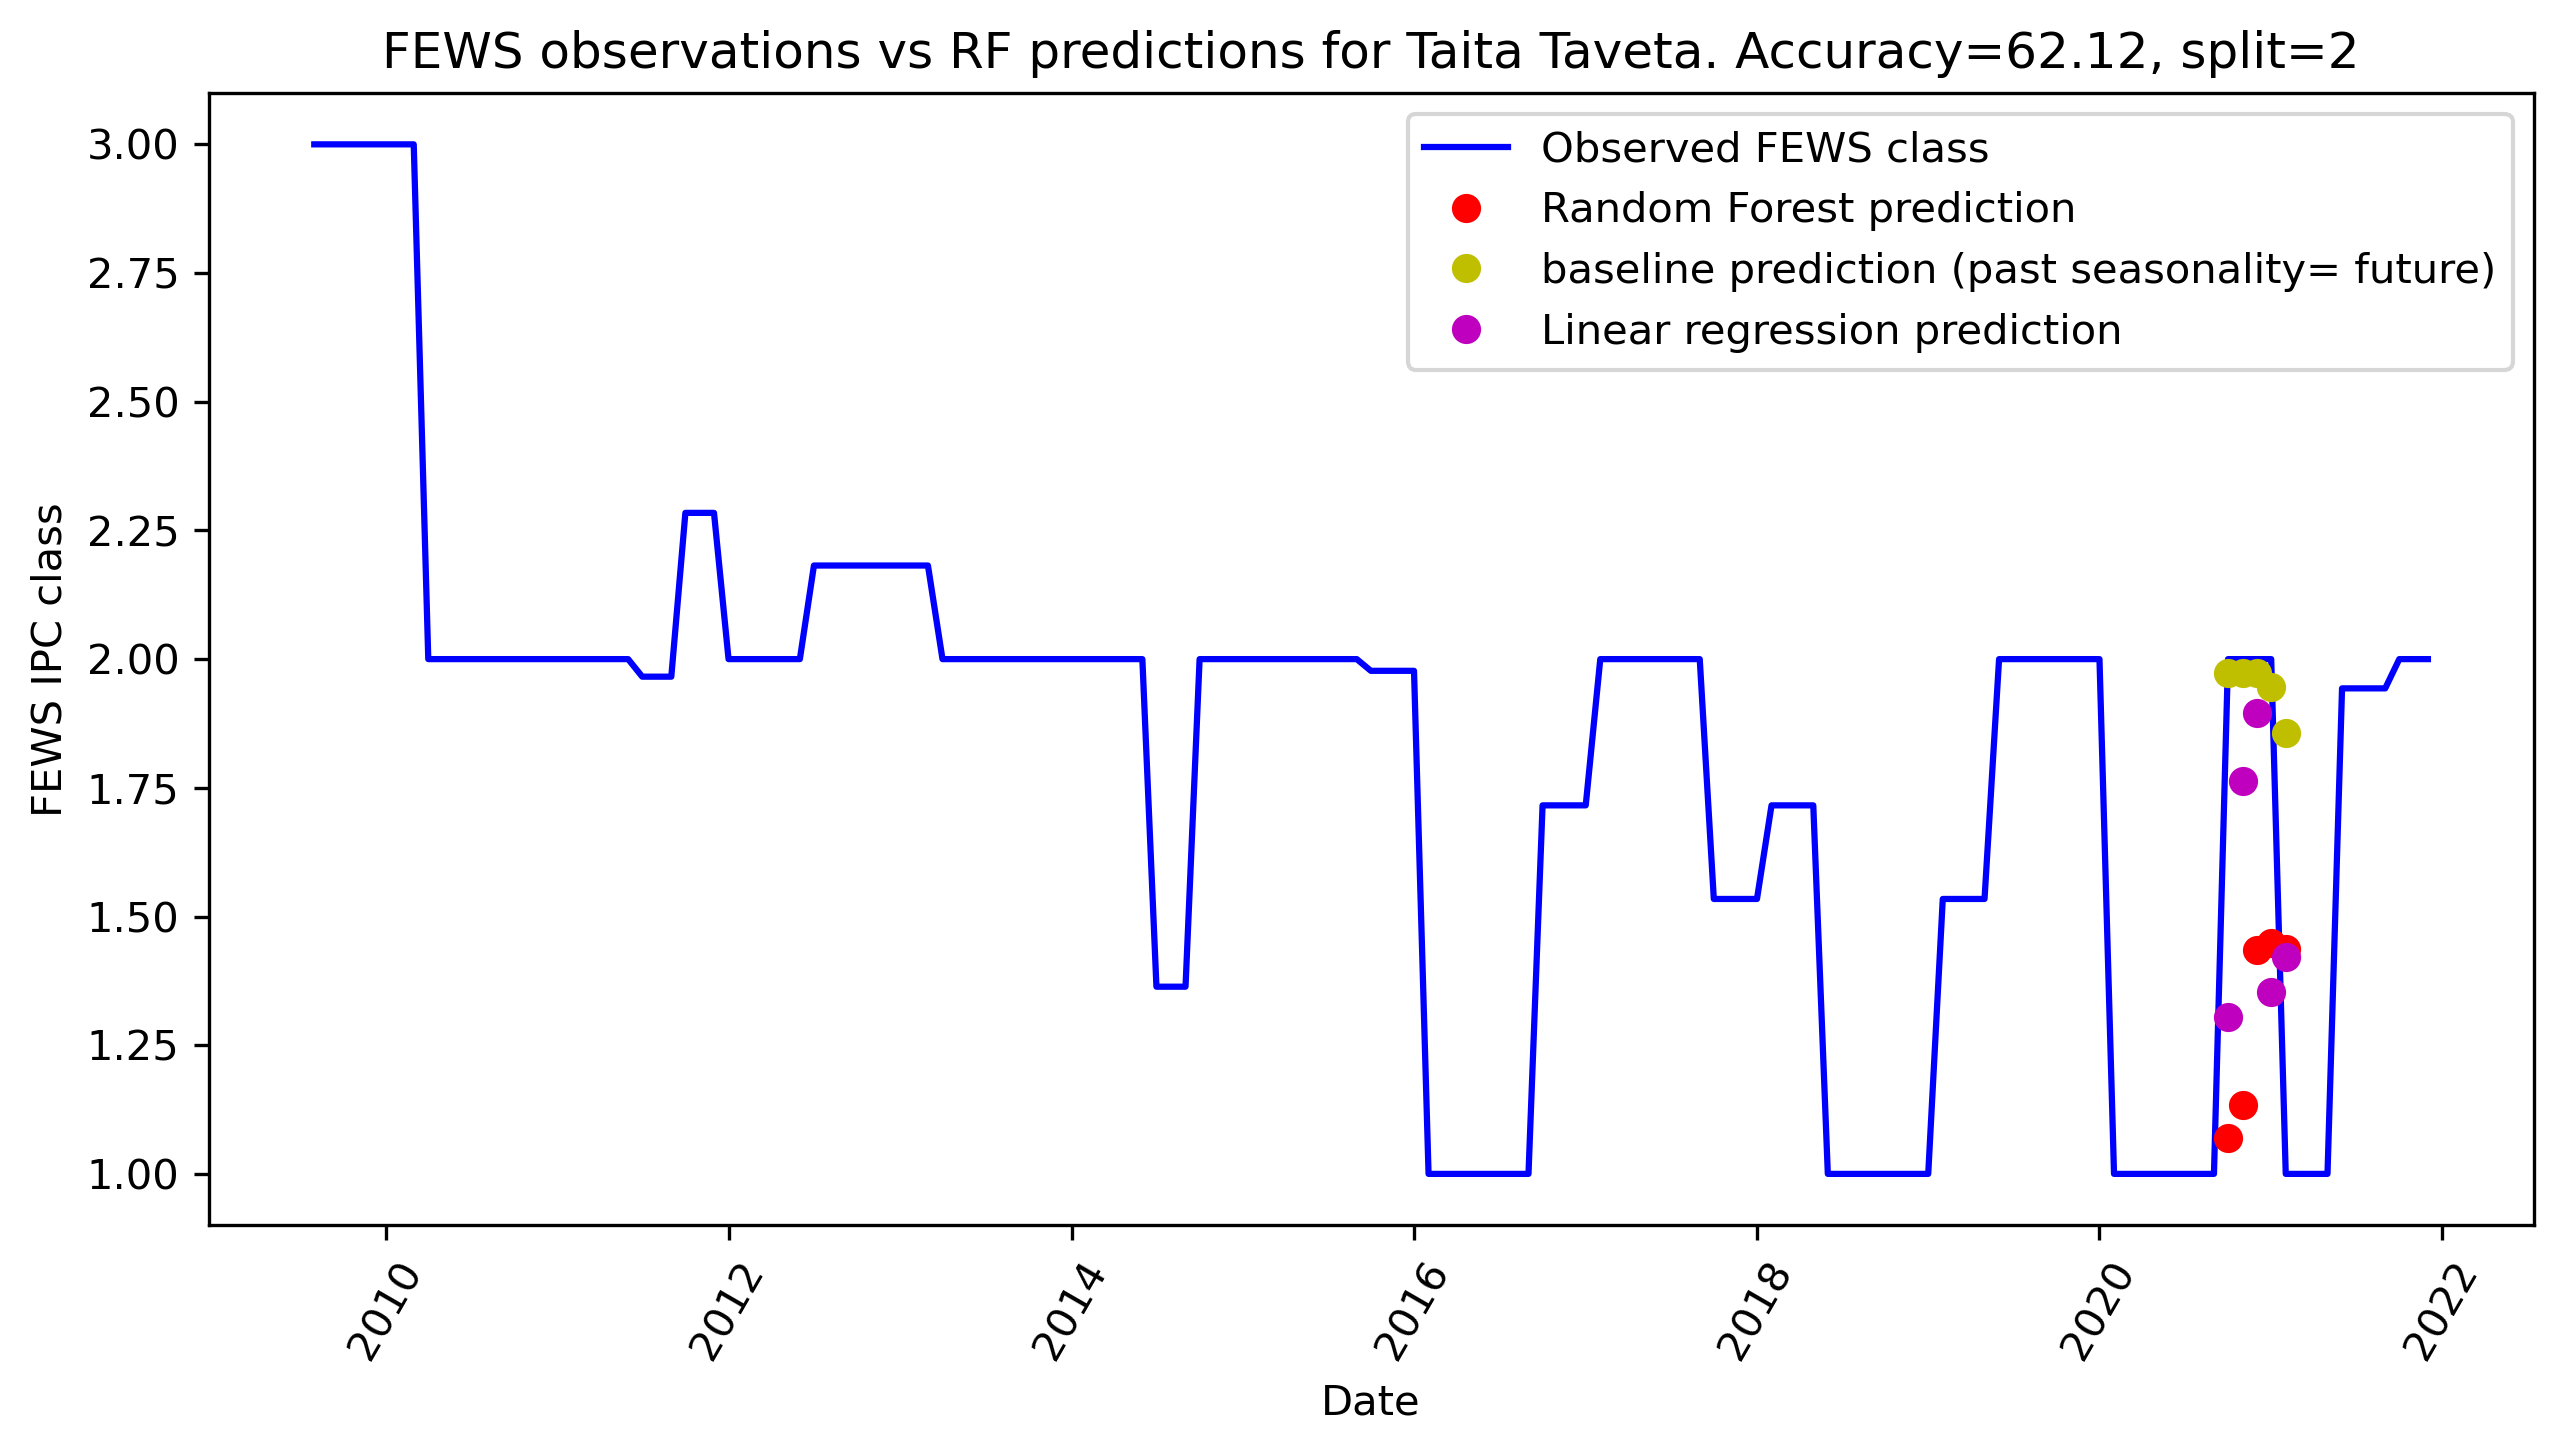 FEWS observations vs RF predictions for Taita Taveta. Accuracy=62.12, split=2
Observed FEWS class
Random Forest prediction
baseline prediction (past seasonality= future)
Linear regression prediction
FEWS IPC class
3.00
2.75
2.50
2.25
2.00
1.75
1.50
1.25
1.00
2010
2012
2014
2016
2018
2020
2022
Date